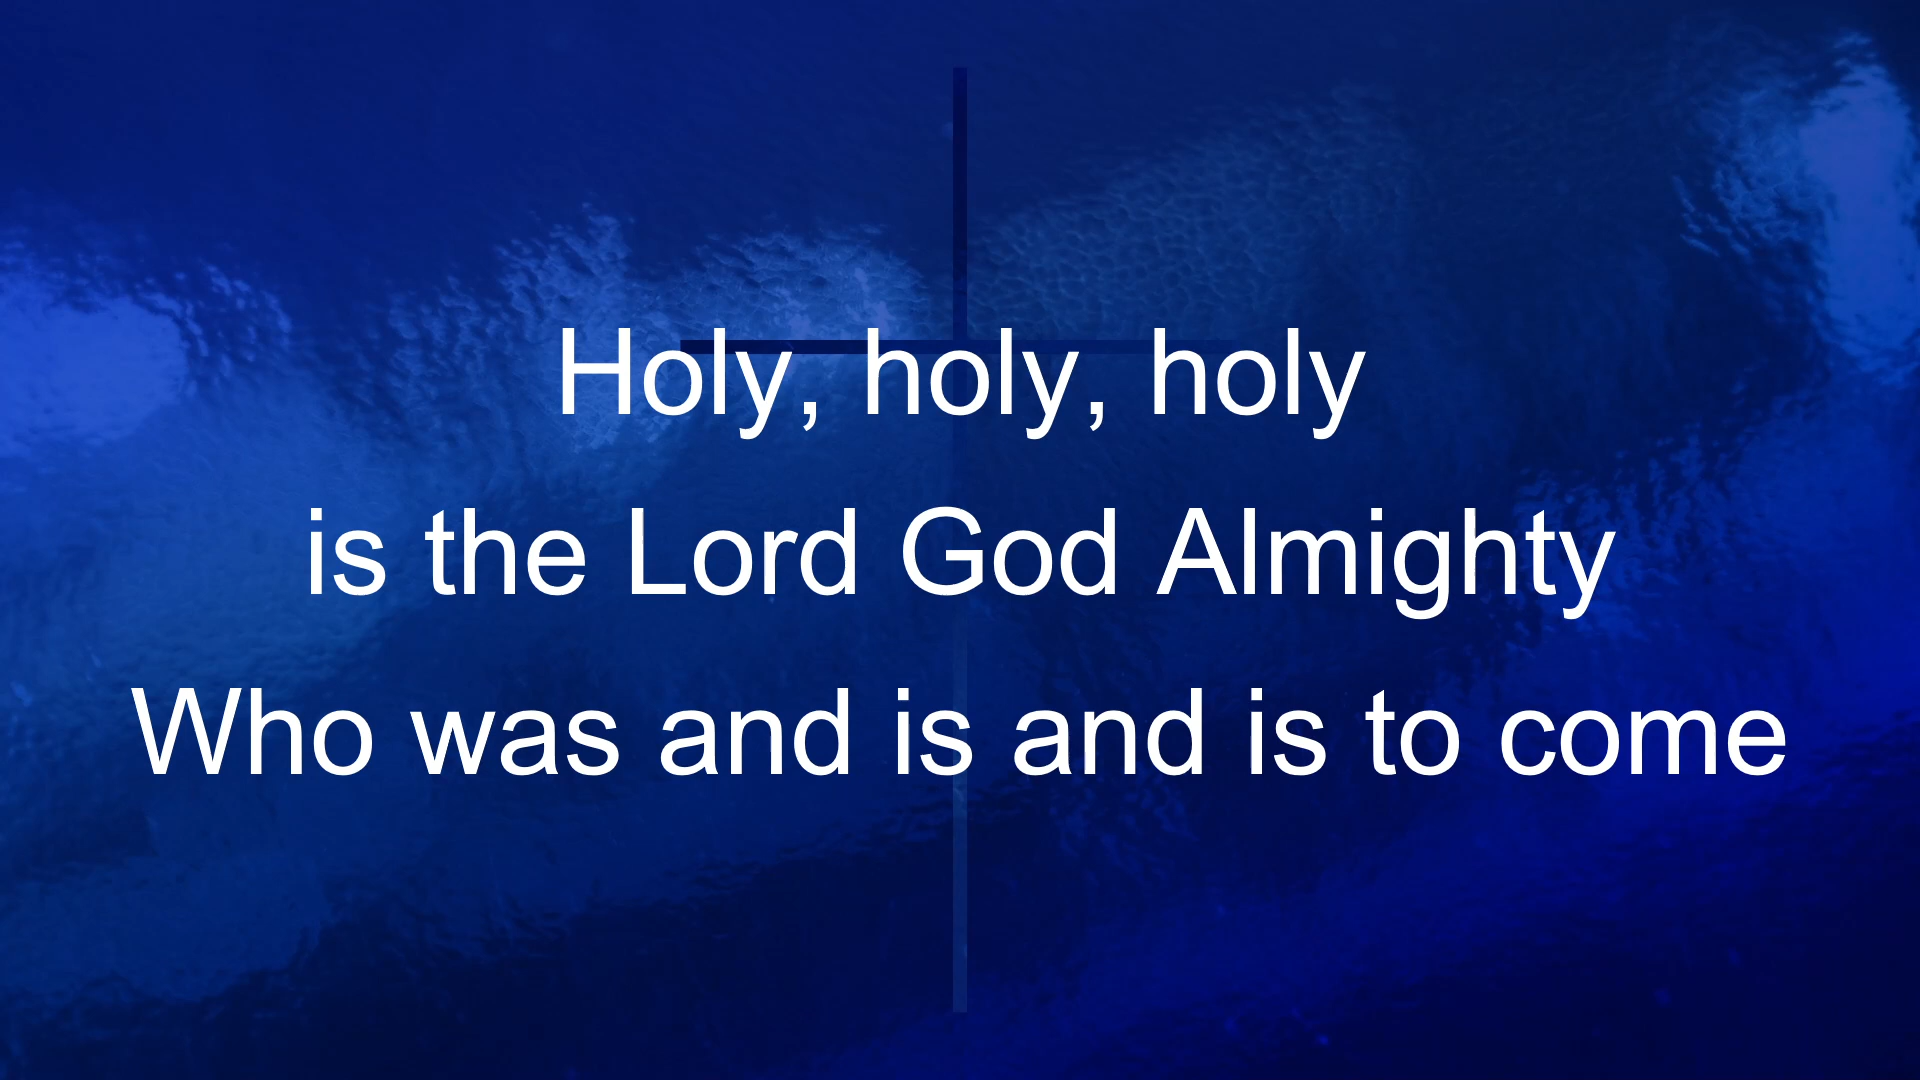 Holy, holy, holy
is the Lord God Almighty
Who was and is and is to come